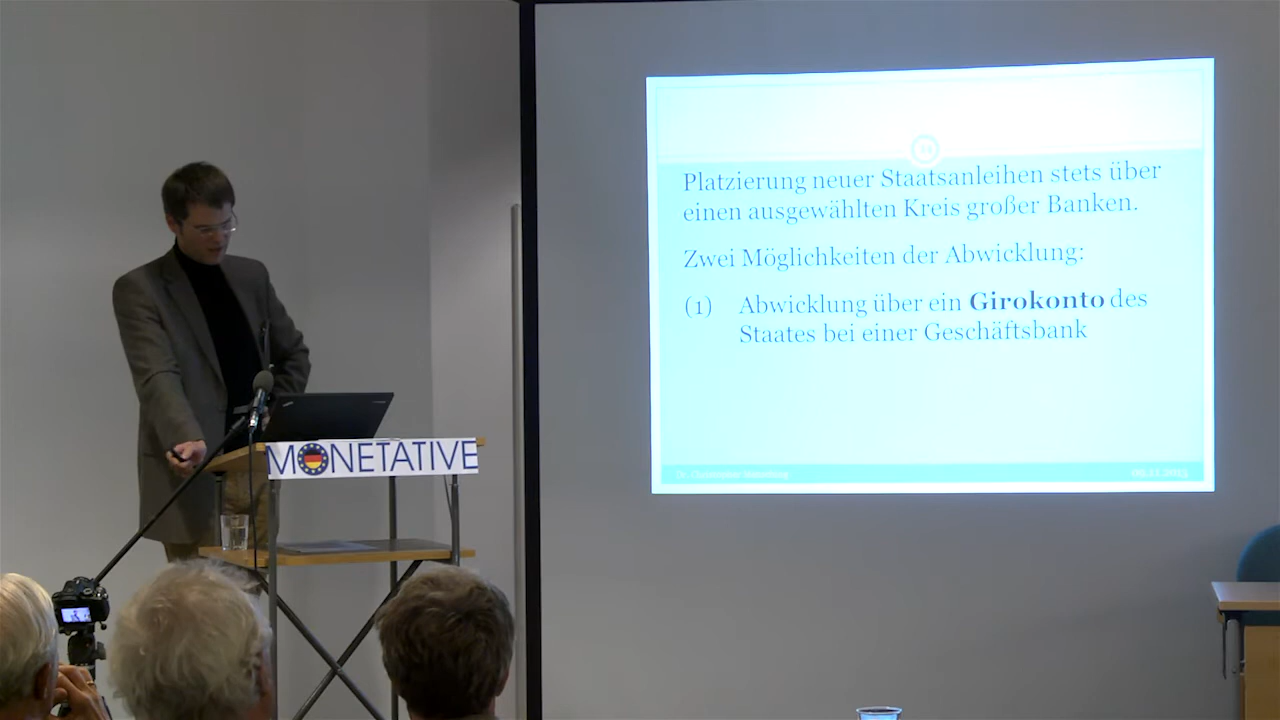 Platzierung neuer Staatsanleihen stets über
einen ausgewählten Kreis großer Banken.
Zwei Möglichkeiten der Abwicklung:
(1) Abwicklung über ein Girokonto des
Staates bei einer Geschäftsbank
MONETATIVE